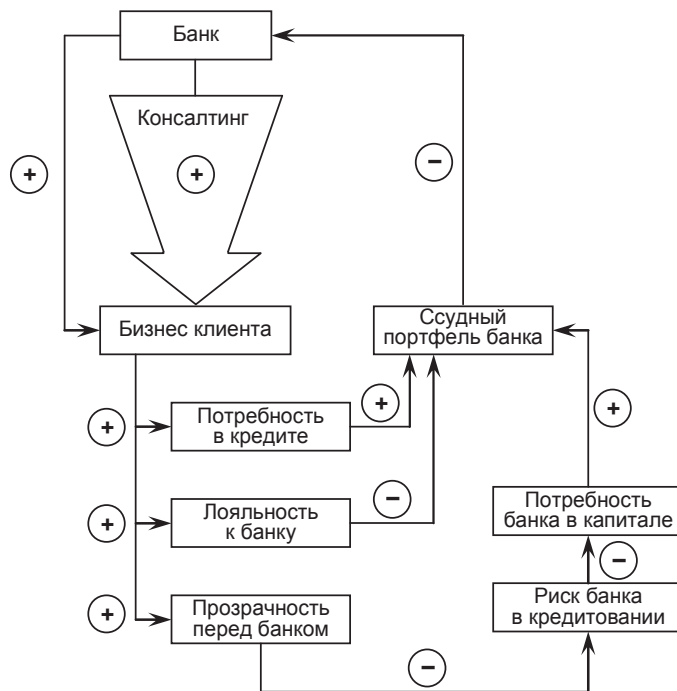 Банк
Консалтинг
+
+
−
Бизнес клиента
Ссудный
портфель банка
+
Потребность
в кредите
+
+
+
Лояльность
к банку
−
Потребность
банка в капитале
−
+
Прозрачность
перед банком
Риск банка
в кредитовании
−